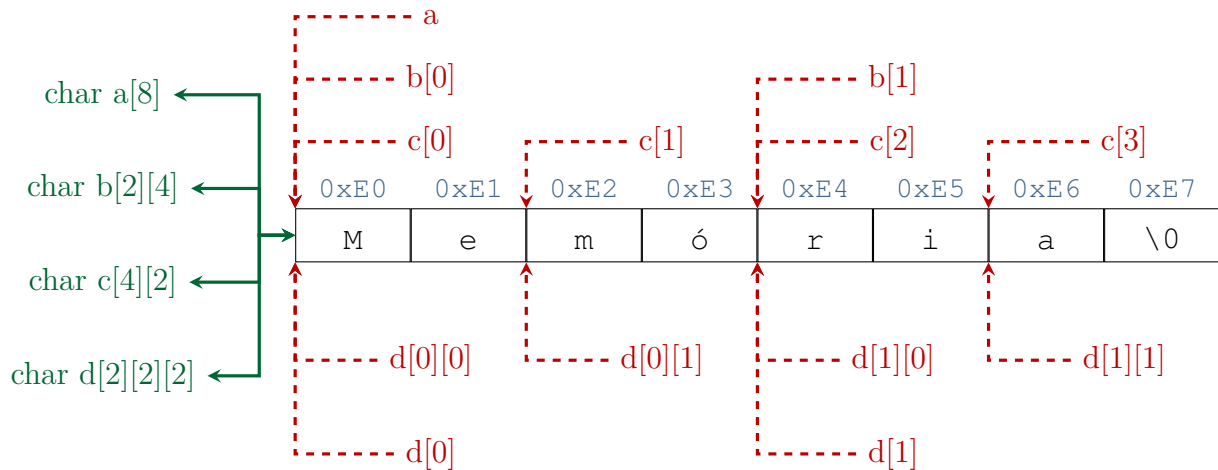 a
b[0] b[1]
char a[8]
c[0] c[1] c[2] c[3]
char b[2][4]
0xE0 0xE1 0xE2 0xE3 0xE4 0xE5 0xE6 0xE7
M e m ó r i a \0
char c[4][2]
d[0][0] d[0][1] d[1][0] d[1][1]
char d[2][2][2]
d[0] d[1]